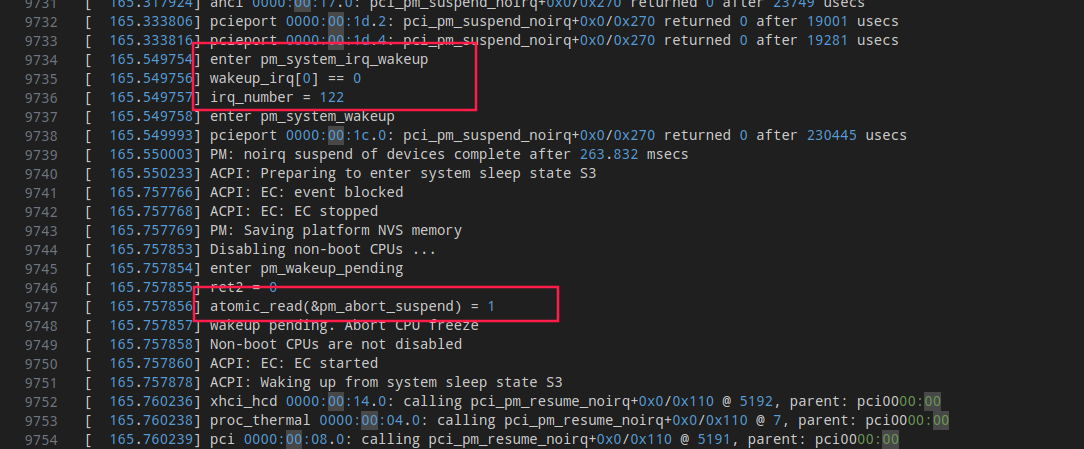 9731 [ 165.317924] ahci 0000:00:17.0: pci_pm_suspend_noirq+0x0/0x270 returned 0 after 23749 usecs
9732 [ 165.333814] pcieport 0000:00:1d.2: pci_pm_suspend_noirq+0x0/0x270 returned 0 after 19001 usecs
9733 [ 165.333816] pcieport 0000:00:1d.4: pci_pm_suspend_noirq+0x0/0x270 returned 0 after 19281 usecs
9734 [ 165.549754] enter pm_system_irq_wakeup
9735 [ 165.549756] wakeup_irq[0] == 0
9736 [ 165.549757] irq_number = 122
9737 [ 165.549758] enter pm_system_wakeup
9738 [ 165.549993] pcieport 0000:00:1c.0: pci_pm_suspend_noirq+0x0/0x270 returned 0 after 230445 usecs
9739 [ 165.550003] PM: noirq suspend of devices complete after 263.832 msecs
9740 [ 165.550233] ACPI: Preparing to enter system sleep state S3
9741 [ 165.757766] ACPI: EC: event blocked
9742 [ 165.757768] ACPI: EC: EC stopped
9743 [ 165.757769] PM: Saving platform NVS memory
9744 [ 165.757853] Disabling non-boot CPUs ...
9745 [ 165.757854] enter pm_wakeup_pending
9746 [ 165.757855] ret2 = 0
9747 [ 165.757856] atomic_read(&pm_abort_suspend) = 1
9748 [ 165.757857] Wakeup pending. Abort CPU freeze
9749 [ 165.757858] Non-boot CPUs are not disabled
9750 [ 165.757860] ACPI: EC: EC started
9751 [ 165.757878] ACPI: Waking up from system sleep state S3
9752 [ 165.760236] xhci_hcd 0000:00:14.0: calling pci_pm_resume_noirq+0x0/0x110 @ 5192, parent: pci0000:00
9753 [ 165.760238] proc_thermal 0000:00:04.0: calling pci_pm_resume_noirq+0x0/0x110 @ 7, parent: pci0000:00
9754 [ 165.760239] pci 0000:00:08.0: calling pci_pm_resume_noirq+0x0/0x110 @ 5191, parent: pci0000:00